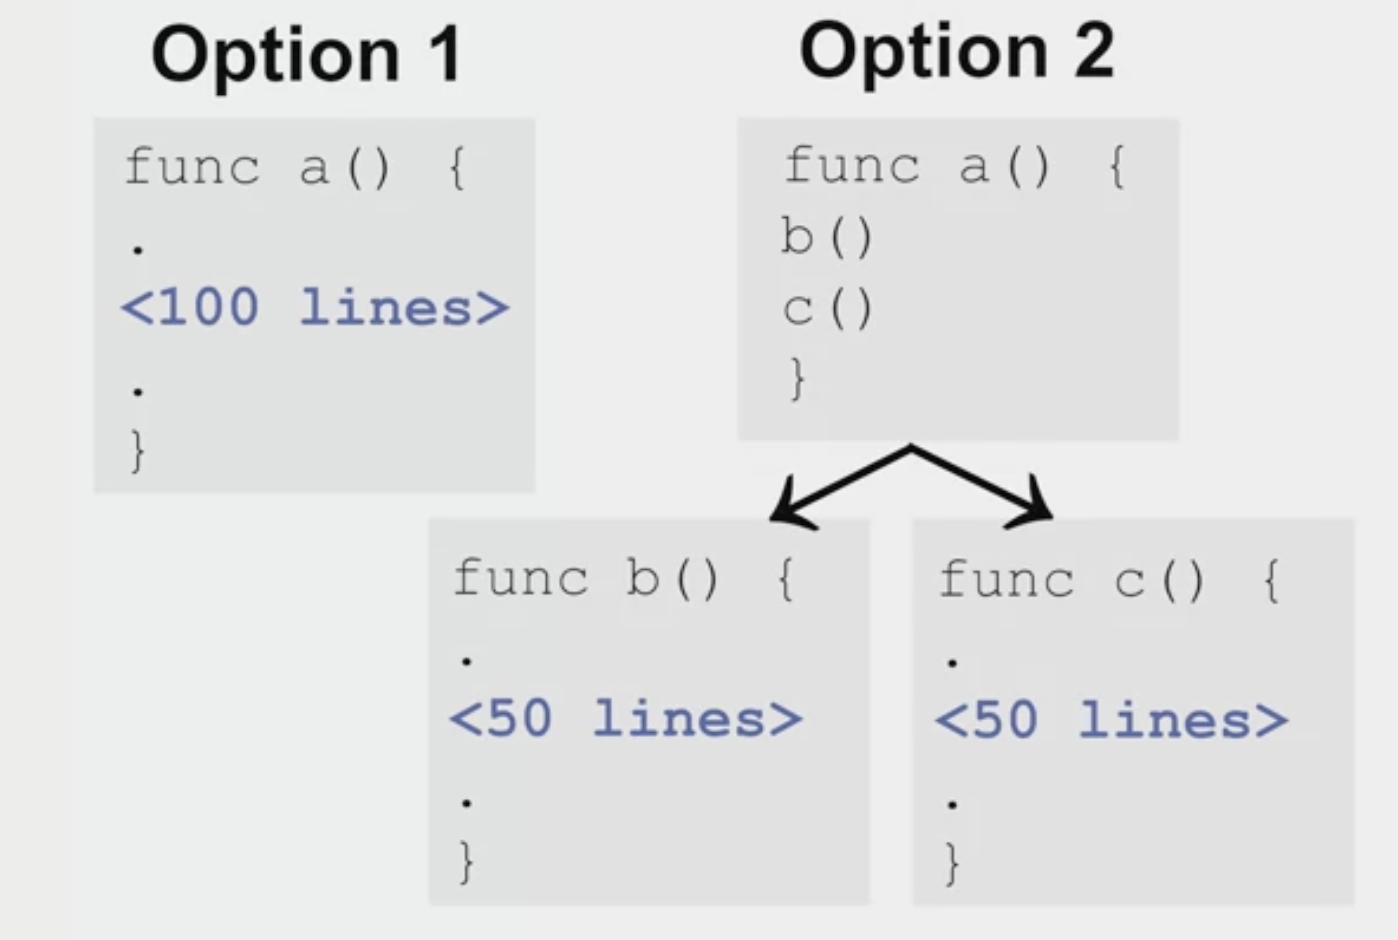 Option 1
func a() {
.
<100 lines>
.
}
Option 2
func a() {
b()
c()
}
func b() {
.
<50 lines>
.
}
func c() {
.
<50 lines>
.
}